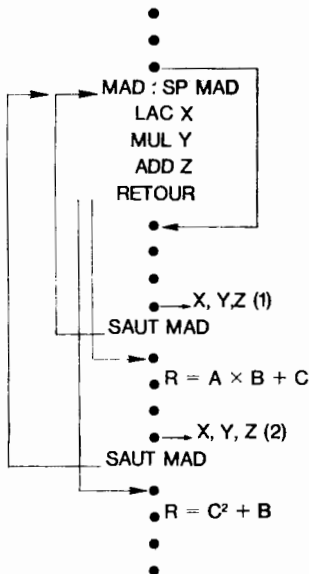 MAD : SP MAD
LAC X
MUL Y
ADD Z
RETOUR
X, Y,Z (1)
SAUT MAD
R = A × B + C
X, Y, Z (2)
SAUT MAD
R = C² + B